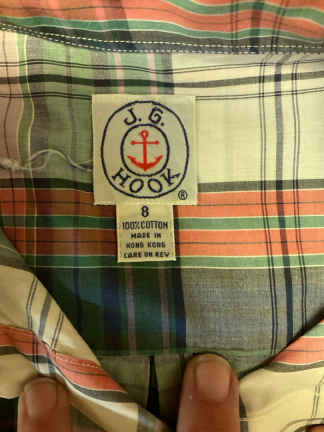 J.G.
HOOK
®
8
100% COTTON
MADE IN
HONG KONG
CARE ON REV